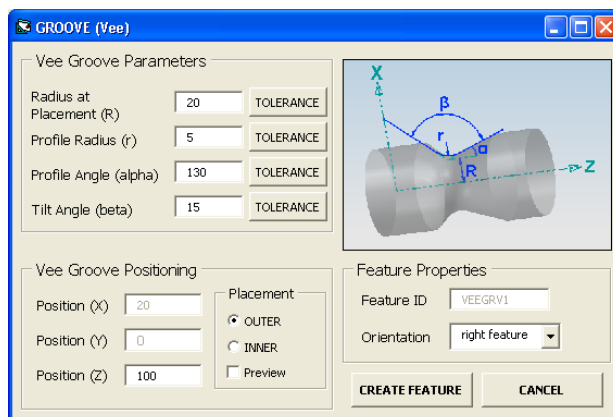 GROOVE (Vee)
Vee Groove Parameters
Radius at
Placement (R)
20
TOLERANCE
Profile Radius (r)
5
TOLERANCE
Profile Angle (alpha)
130
TOLERANCE
Tilt Angle (beta)
15
TOLERANCE
X
β
r
α
R
Z
Vee Groove Positioning
Position (X)
20
Position (Y)
0
Position (Z)
100
Placement
OUTER
INNER
Preview
Feature Properties
Feature ID
VEEGRV1
Orientation
right feature
CREATE FEATURE
CANCEL